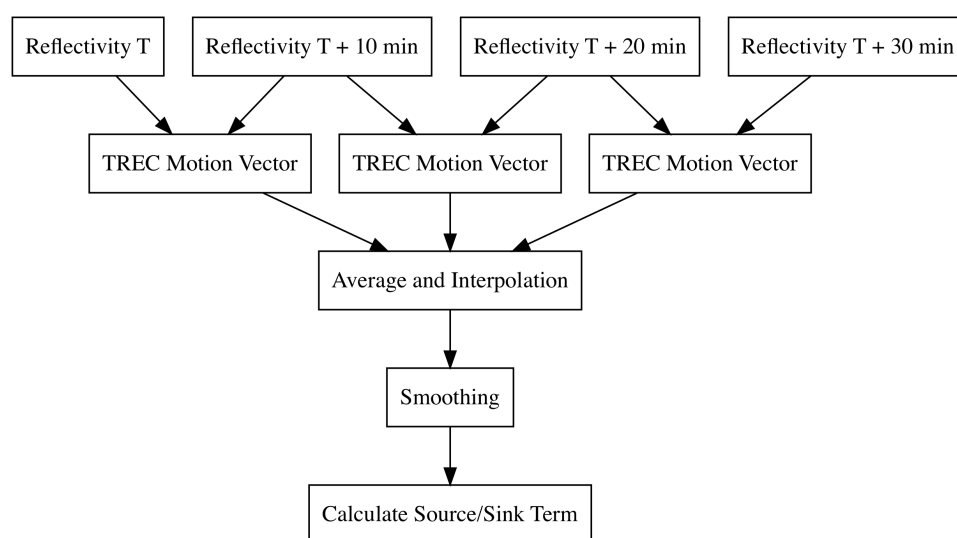 Reflectivity T
Reflectivity T + 10 min
Reflectivity T + 20 min
Reflectivity T + 30 min
TREC Motion Vector
TREC Motion Vector
TREC Motion Vector
Average and Interpolation
Smoothing
Calculate Source/Sink Term